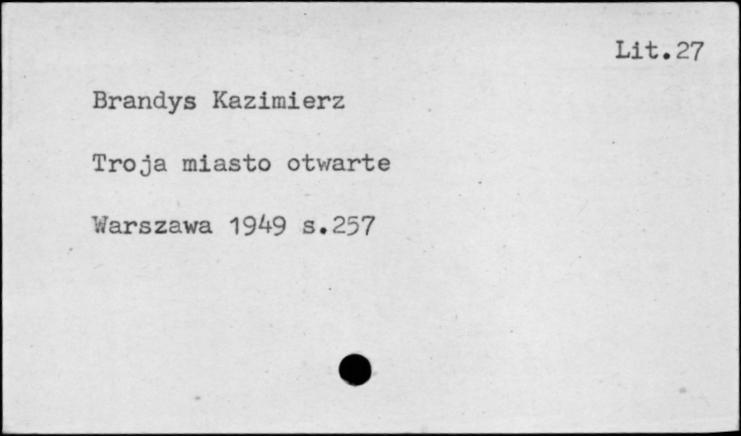 Lit.27
Brandys Kazimierz
Troja miasto otwarte
Warszawa 1949 s.257